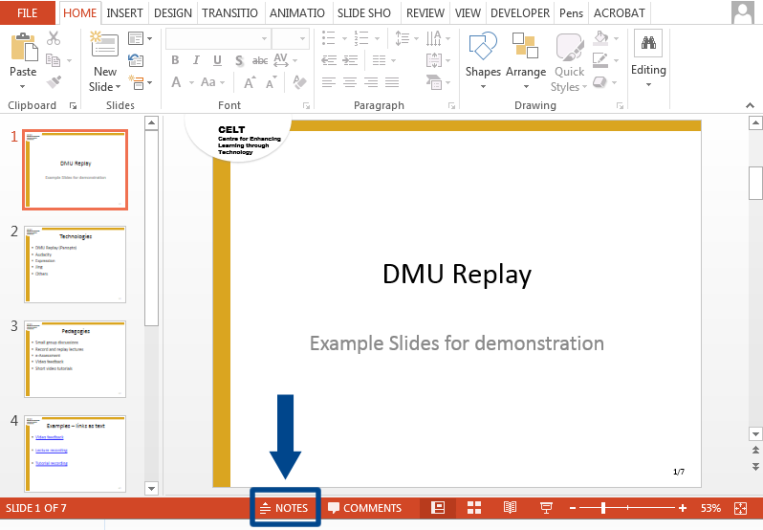 FILE HOME INSERT DESIGN TRANSITIO ANIMATIO SLIDE SHO REVIEW VIEW DEVELOPER Pens ACROBAT
Paste
New
Slide
B I U S abc AV
A Aa A A
Shapes Arrange Quick
Styles
Editing
Clipboard Slides Font Paragraph Drawing
1
DMU Replay
Example Slides for demonstration
2
Technologies
DMU Replay (Panopto)
Audacity
Expression
Jing
Others
3
Pedagogies
Small group discussions
Record and replay lectures
e-Assessment
Video feedback
Short video tutorials
4
Examples – links as text
Video feedback
Lecture recording
Tutorial recording
CELT
Centre for Enhancing
Learning through
Technology
DMU Replay
Example Slides for demonstration
1/7
SLIDE 1 OF 7 NOTES COMMENTS 53%